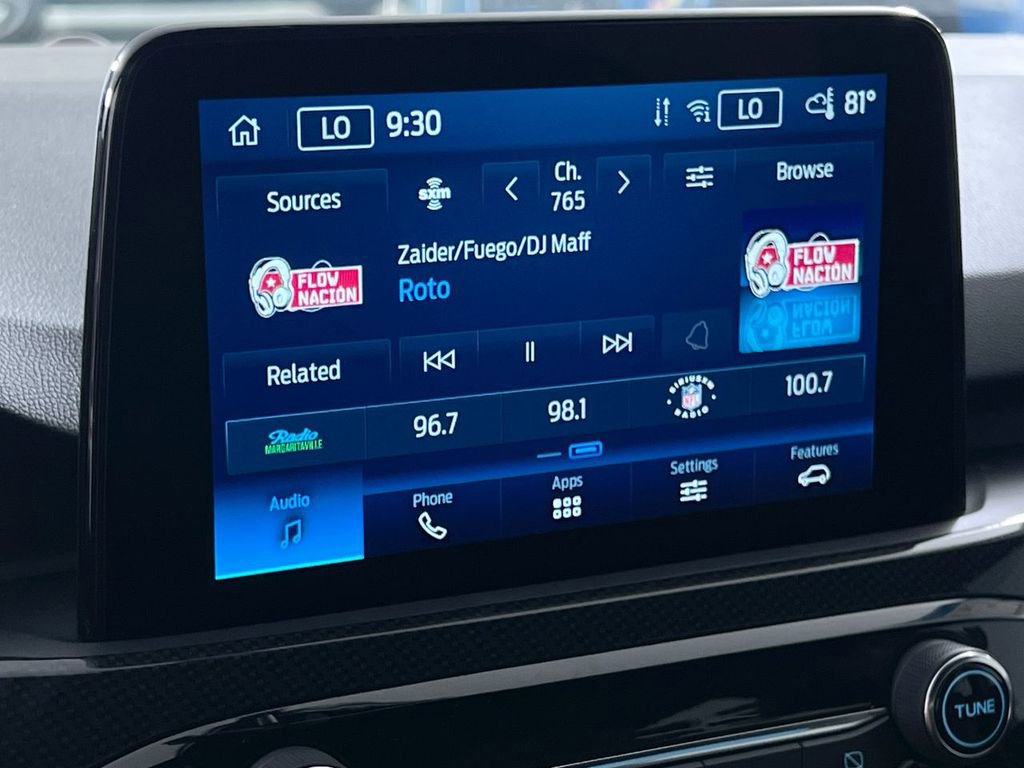 LO 9:30 LO 81°
Sources
sxm
Ch.
765
Browse
Zaider/Fuego/DJ Maff
Roto
FLOW
NACIÓN
FLOW
NACIÓN
Related
Radio
MARGARITAVILLE
96.7
98.1
SIRIUSXM
NFL
RADIO
100.7
Audio
Phone
Apps
Settings
Features
TUNE